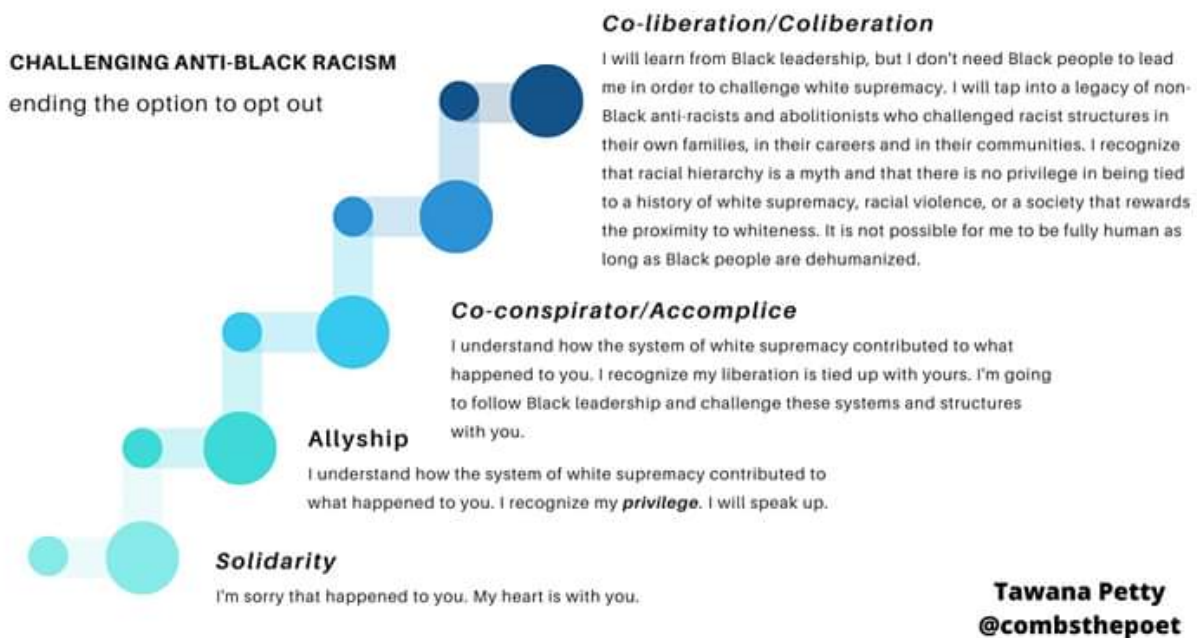 CHALLENGING ANTI-BLACK RACISM
ending the option to opt out
Co-liberation/Coliberation
I will learn from Black leadership, but I don't need Black people to lead
me in order to challenge white supremacy. I will tap into a legacy of non-
Black anti-racists and abolitionists who challenged racist structures in
their own families, in their careers and in their communities. I recognize
that racial hierarchy is a myth and that there is no privilege in being tied
to a history of white supremacy, racial violence, or a society that rewards
the proximity to whiteness. It is not possible for me to be fully human as
long as Black people are dehumanized.
Co-conspirator/Accomplice
I understand how the system of white supremacy contributed to what
happened to you. I recognize my liberation is tied up with yours. I'm going
to follow Black leadership and challenge these systems and structures
with you.
Allyship
I understand how the system of white supremacy contributed to
what happened to you. I recognize my privilege. I will speak up.
Solidarity
I'm sorry that happened to you. My heart is with you.
Tawana Petty
@combsthepoet